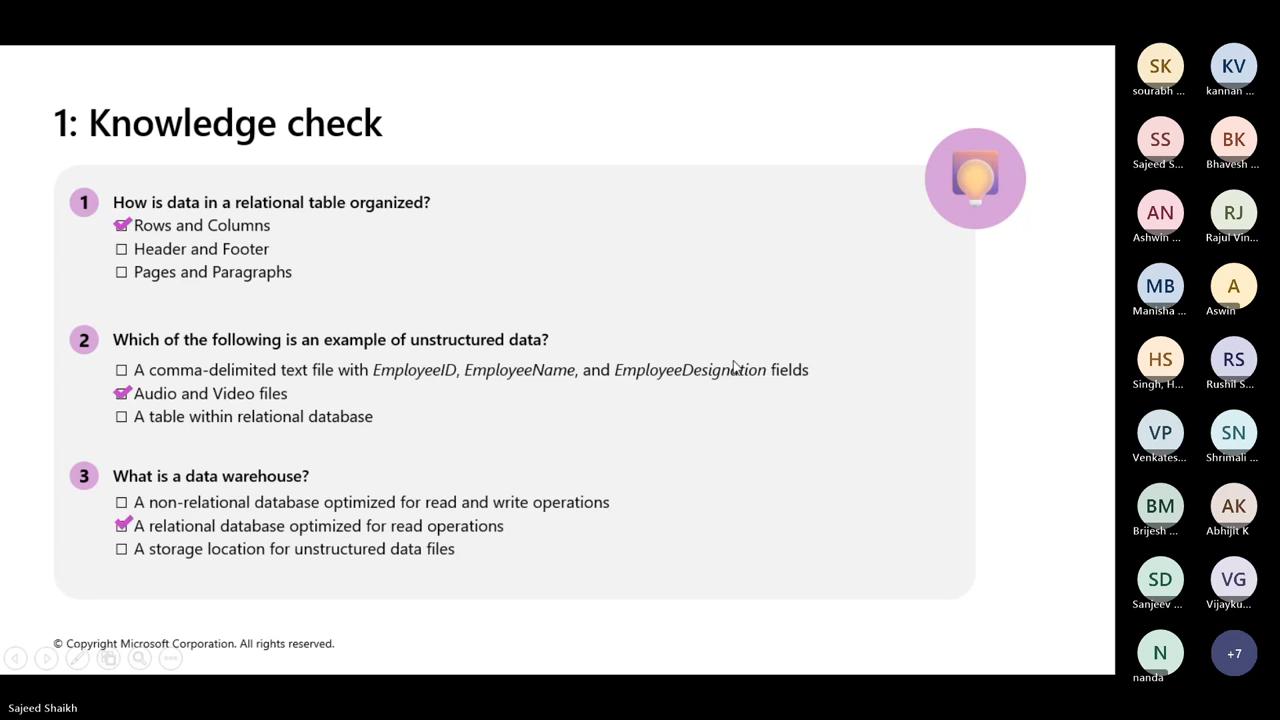 1: Knowledge check
1 How is data in a relational table organized?
Rows and Columns
Header and Footer
Pages and Paragraphs
2 Which of the following is an example of unstructured data?
A comma-delimited text file with EmployeeID, EmployeeName, and EmployeeDesignation fields
Audio and Video files
A table within relational database
3 What is a data warehouse?
A non-relational database optimized for read and write operations
A relational database optimized for read operations
A storage location for unstructured data files
© Copyright Microsoft Corporation. All rights reserved.
Sajeed Shaikh
SK KV
sourabh ... kannan ...
SS BK
Sajeed S... Bhavesh ...
AN RJ
Ashwin ... Rajul Vin...
MB A
Manisha ... Aswin
HS RS
Singh, H... Rushil S...
VP SN
Venkates... Shrimali ...
BM AK
Brijesh ... Abhijit K
SD VG
Sanjeev ... Vijayku...
N +7
nanda